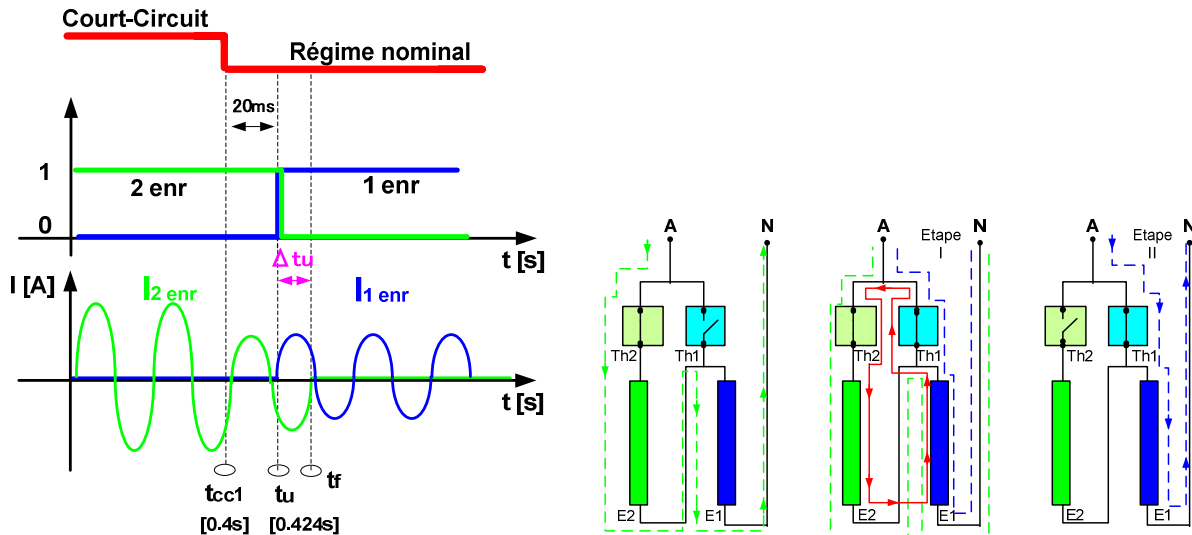 Court-Circuit
Régime nominal
20ms
1
2 enr
1 enr
0
t [s]
Δ tu
I [A]
I2 enr
I1 enr
t [s]
tcc1
tu
tf
[0.4s]
[0.424s]
A
N
Th2
Th1
E2
E1
A
Etape
I
N
Th2
Th1
E2
E1
A
Etape
II
N
Th2
Th1
E2
E1